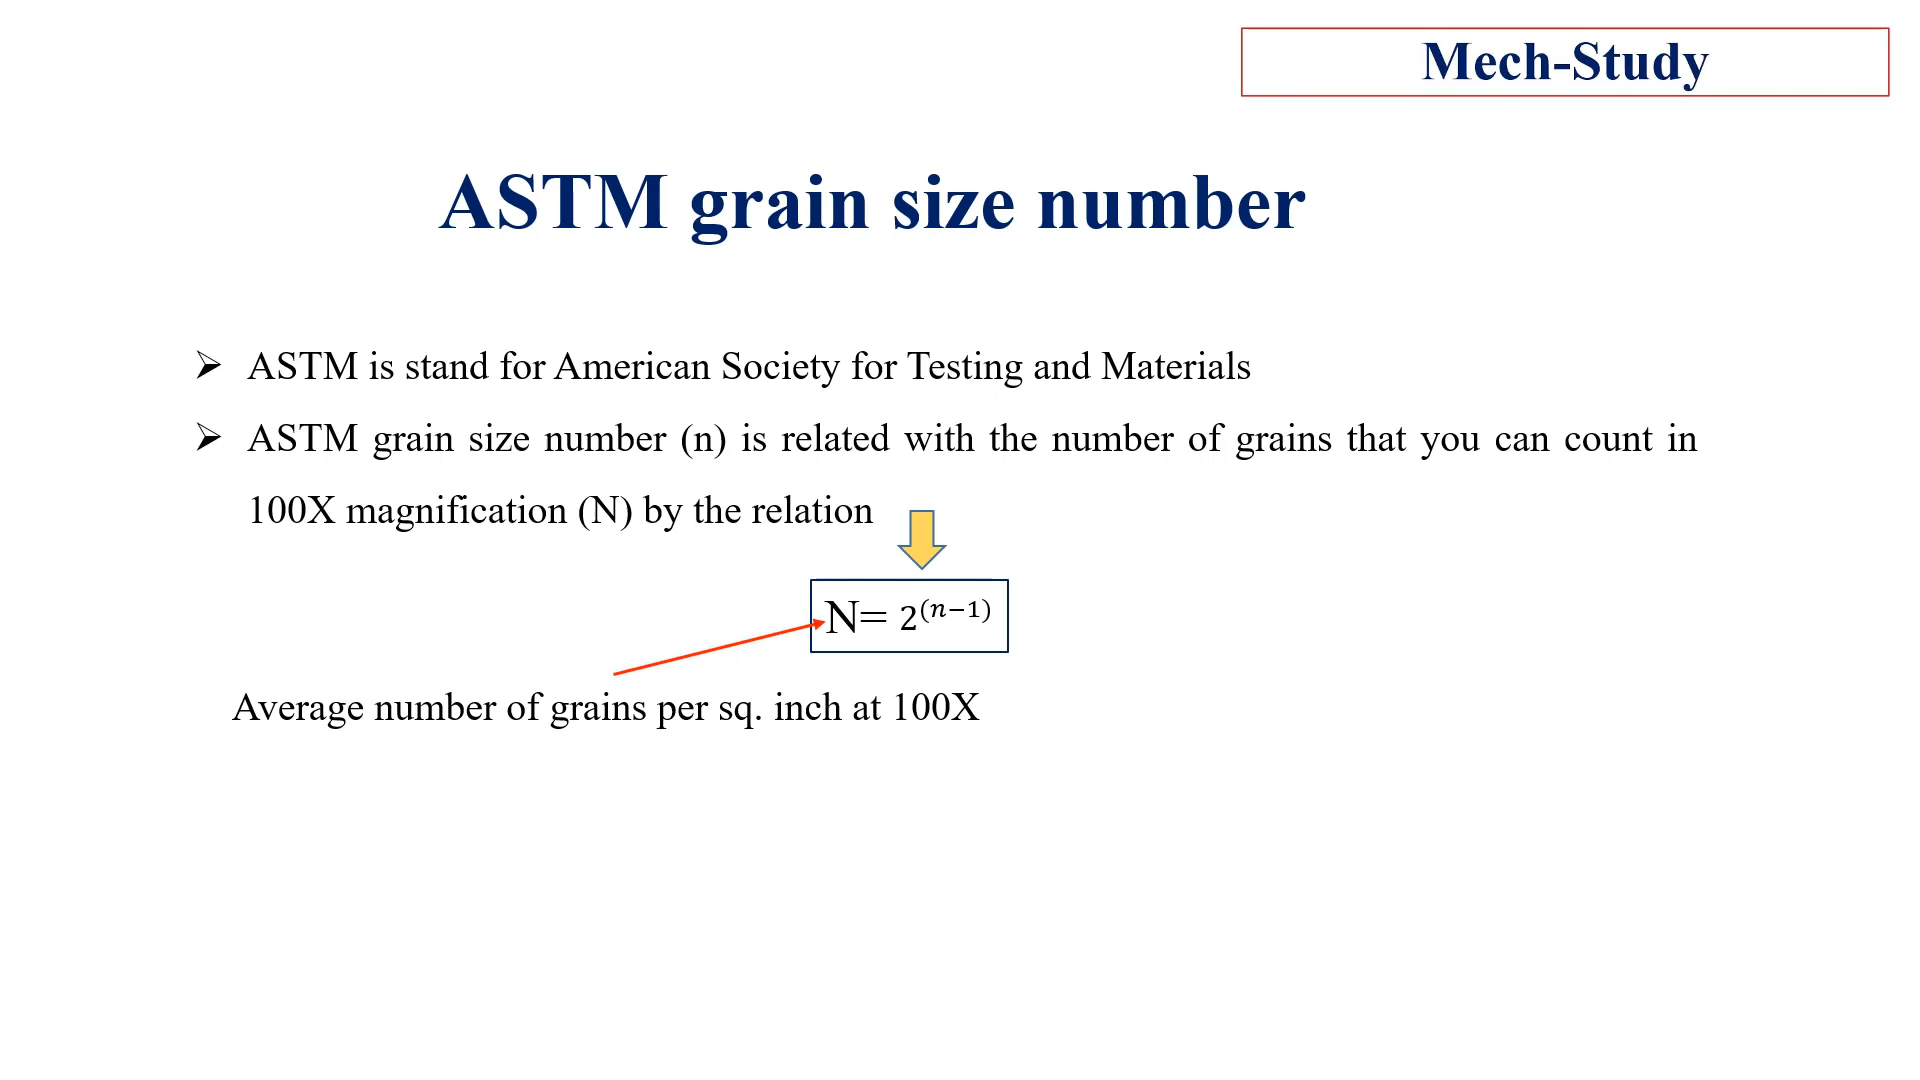 Mech-Study
ASTM grain size number
➢ ASTM is stand for American Society for Testing and Materials
➢ ASTM grain size number (n) is related with the number of grains that you can count in
100X magnification (N) by the relation
N= 2^(n−1)
Average number of grains per sq. inch at 100X